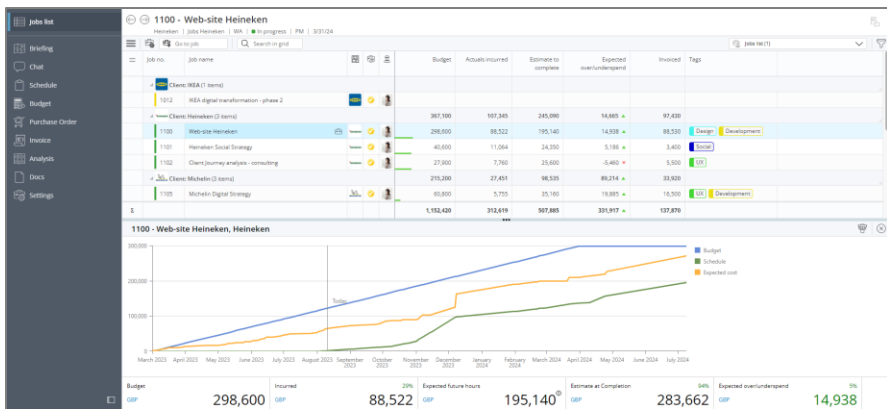 Jobs list
Briefing
Chat
Schedule
Budget
Purchase Order
Invoice
Analysis
Docs
Settings
1100 - Web-site Heineken
Heineken | Jobs Heineken | WA | In progress | PM | 3/31/24
Go to job Search in grid Jobs list (1)
Job no. Job name Budget Actuals incurred Estimate to complete Expected over/underspend Invoiced Tags
Client: IKEA (1 items)
1012 IKEA digital transformation - phase 2
Client: Heineken (3 items) 367,100 107,345 245,090 14,665 97,430
1100 Web-site Heineken 298,600 88,522 195,140 14,938 88,530 Design Development
1101 Heineken Social Strategy 40,600 11,064 24,350 5,186 3,400 Social
1102 Client Journey analysis - consulting 27,900 7,760 25,600 -5,460 5,500 UX
Client: Michelin (3 items) 215,200 27,451 98,535 89,214 33,920
1105 Michelin Digital Strategy 60,800 5,755 35,160 19,885 16,500 UX Development
Σ 1,152,420 312,619 507,885 331,917 137,870
1100 - Web-site Heineken, Heineken
300,000
200,000
100,000
0
Today
Budget
Schedule
Expected cost
March 2023 April 2023 May 2023 June 2023 July 2023 August 2023 September 2023 October 2023 November 2023 December 2023 January 2024 February 2024 March 2024 April 2024 May 2024 June 2024 July 2024
Budget Incurred 29% Expected future hours Estimate at Completion 94% Expected over/underspend 5%
GBP 298,600 GBP 88,522 GBP 195,140 GBP 283,662 GBP 14,938